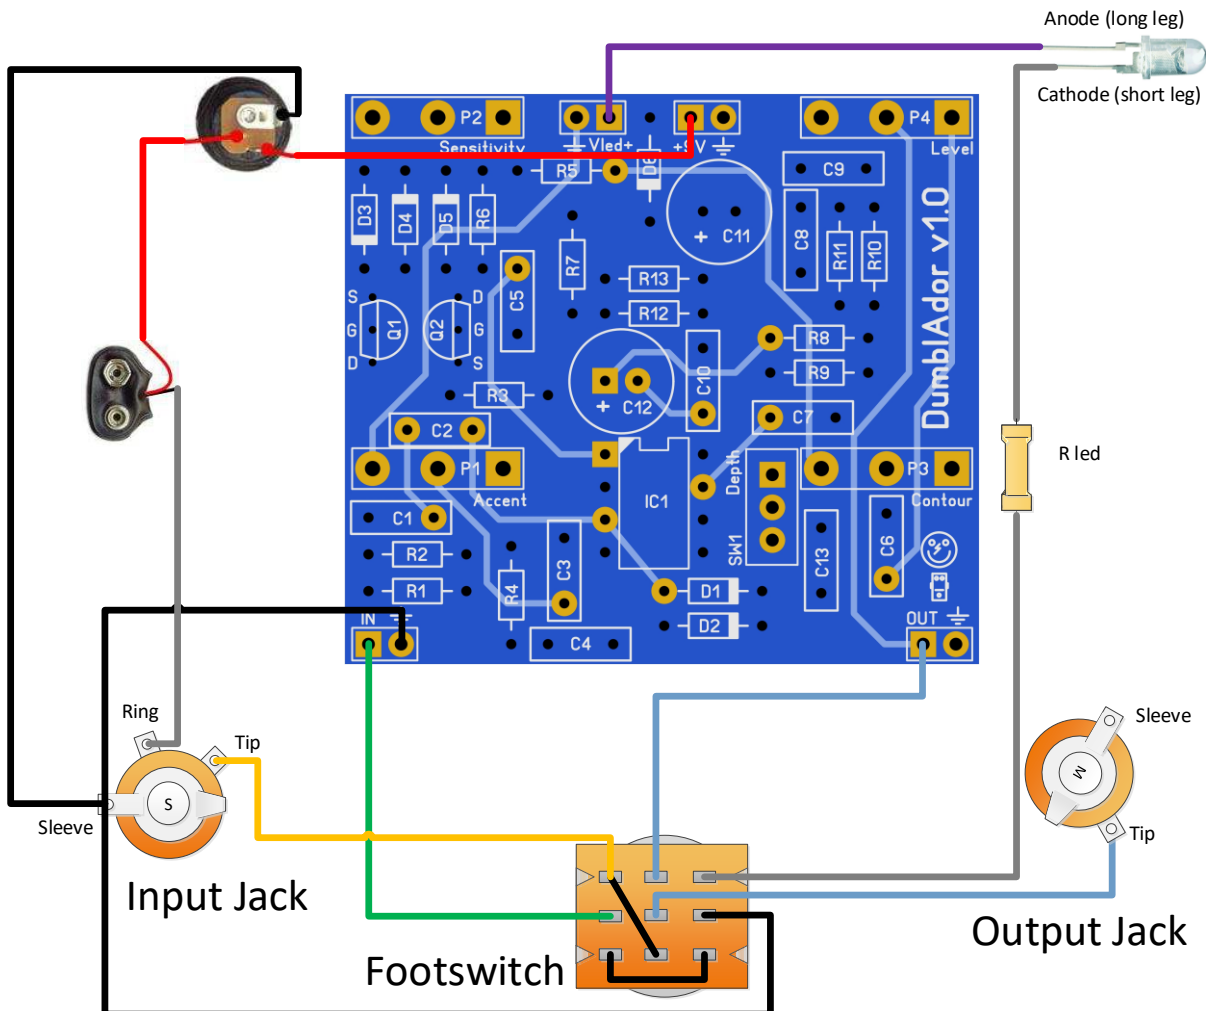 Anode (long leg)
Cathode (short leg)
P2
Sensitivity
Vled+
+9V
P4
Level
D6
R5
C9
D3
D4
D5
R6
R7
C5
C11
+
C8
R11
R10
DumblAdor v1.0
R13
R12
S
G
D
Q1
Q2
D
G
S
R8
R9
C10
C12
+
R3
C2
C7
P1
Accent
IC1
Depth
SW1
P3
Contour
R led
C1
R2
R1
R4
C3
C13
C6
D1
D2
C4
IN
OUT
Ring
Tip
S
Sleeve
Input Jack
Sleeve
M
Tip
Output Jack
Footswitch